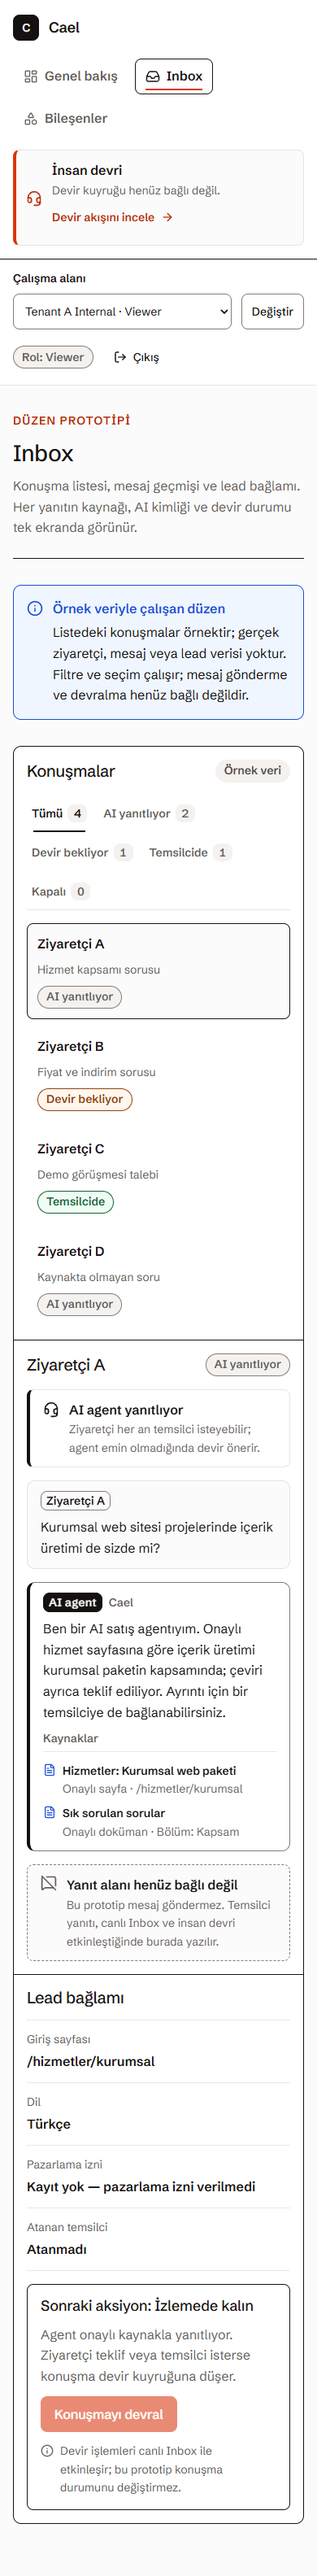 C Cael
Genel bakış
Inbox
Bileşenler
İnsan devri
Devir kuyruğu henüz bağlı değil.
Devir akışını incele →
Çalışma alanı
Tenant A Internal · Viewer
Değiştir
Rol: Viewer
Çıkış
DÜZEN PROTOTİPİ
Inbox
Konuşma listesi, mesaj geçmişi ve lead bağlamı.
Her yanıtın kaynağı, AI kimliği ve devir durumu
tek ekranda görünür.
Örnek veriyle çalışan düzen
Listedeki konuşmalar örnektir; gerçek
ziyaretçi, mesaj veya lead verisi yoktur.
Filtre ve seçim çalışır; mesaj gönderme
ve devralma henüz bağlı değildir.
Konuşmalar
Örnek veri
Tümü 4
AI yanıtlıyor 2
Devir bekliyor 1
Temsilcide 1
Kapalı 0
Ziyaretçi A
Hizmet kapsamı sorusu
AI yanıtlıyor
Ziyaretçi B
Fiyat ve indirim sorusu
Devir bekliyor
Ziyaretçi C
Demo görüşmesi talebi
Temsilcide
Ziyaretçi D
Kaynakta olmayan soru
AI yanıtlıyor
Ziyaretçi A
AI yanıtlıyor
AI agent yanıtlıyor
Ziyaretçi her an temsilci isteyebilir;
agent emin olmadığında devir önerir.
Ziyaretçi A
Kurumsal web sitesi projelerinde içerik
üretimi de sizde mi?
AI agent Cael
Ben bir AI satış agentıyım. Onaylı
hizmet sayfasına göre içerik üretimi
kurumsal paketin kapsamında; çeviri
ayrıca teklif ediliyor. Ayrıntı için bir
temsilciye de bağlanabilirsiniz.
Kaynaklar
Hizmetler: Kurumsal web paketi
Onaylı sayfa · /hizmetler/kurumsal
Sık sorulan sorular
Onaylı doküman · Bölüm: Kapsam
Yanıt alanı henüz bağlı değil
Bu prototip mesaj göndermez. Temsilci
yanıtı, canlı Inbox ve insan devri
etkinleştiğinde burada yazılır.
Lead bağlamı
Giriş sayfası
/hizmetler/kurumsal
Dil
Türkçe
Pazarlama izni
Kayıt yok — pazarlama izni verilmedi
Atanan temsilci
Atanmadı
Sonraki aksiyon: İzlemede kalın
Agent onaylı kaynakla yanıtlıyor.
Ziyaretçi teklif veya temsilci isterse
konuşma devir kuyruğuna düşer.
Konuşmayı devral
Devir işlemleri canlı Inbox ile
etkinleşir; bu prototip konuşma
durumunu değiştirmez.